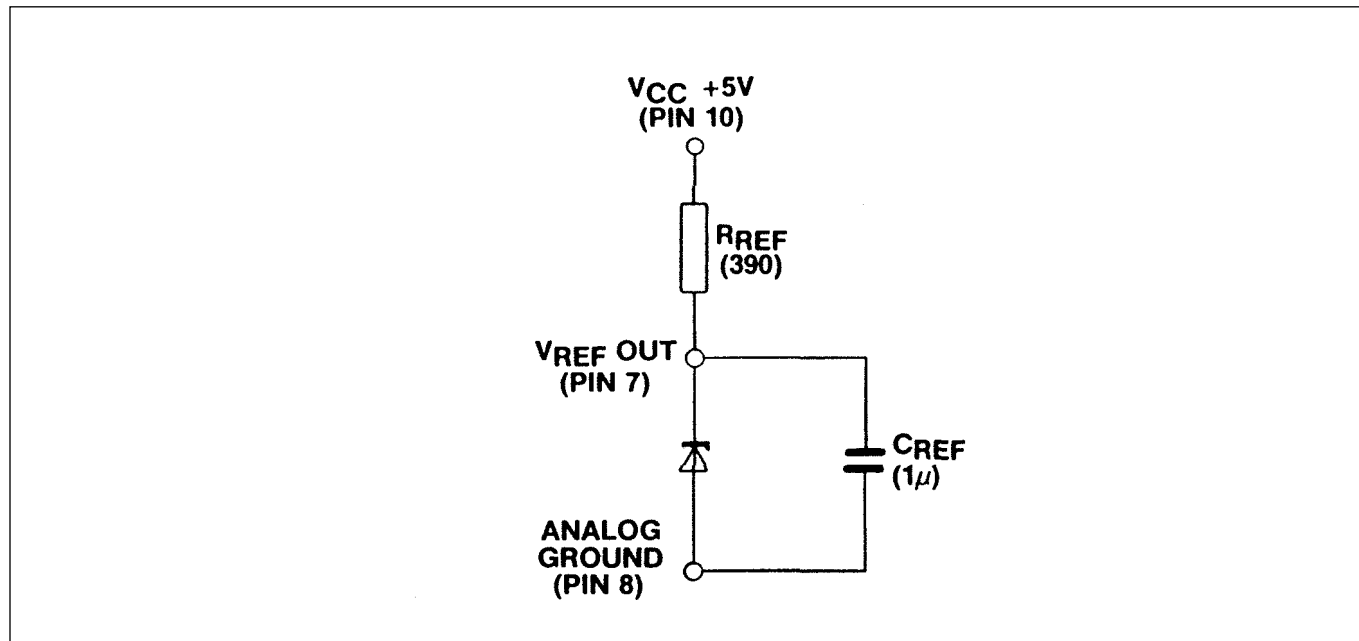 VCC +5V
(PIN 10)
RREF
(390)
VREF OUT
(PIN 7)
CREF
(1μ)
ANALOG
GROUND
(PIN 8)